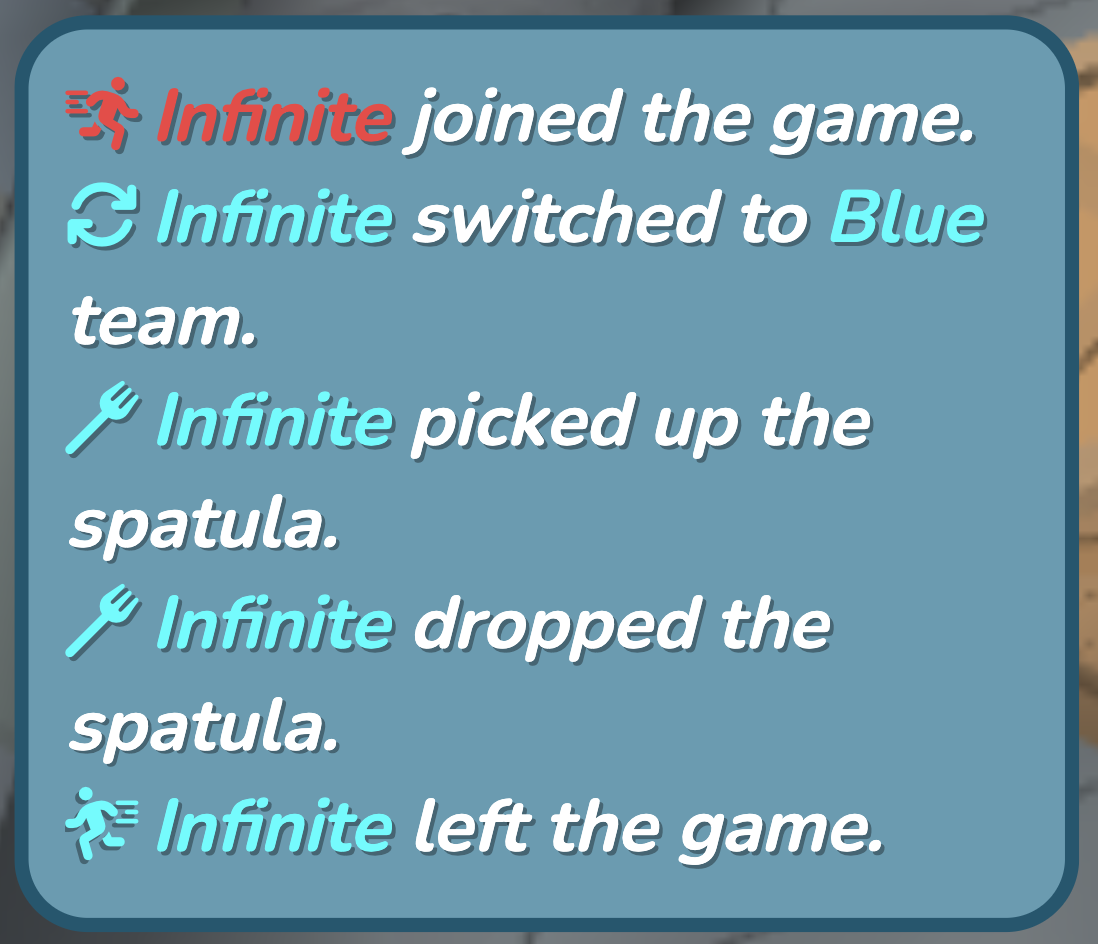 Infinite joined the game.
Infinite switched to Blue
team.
Infinite picked up the
spatula.
Infinite dropped the
spatula.
Infinite left the game.